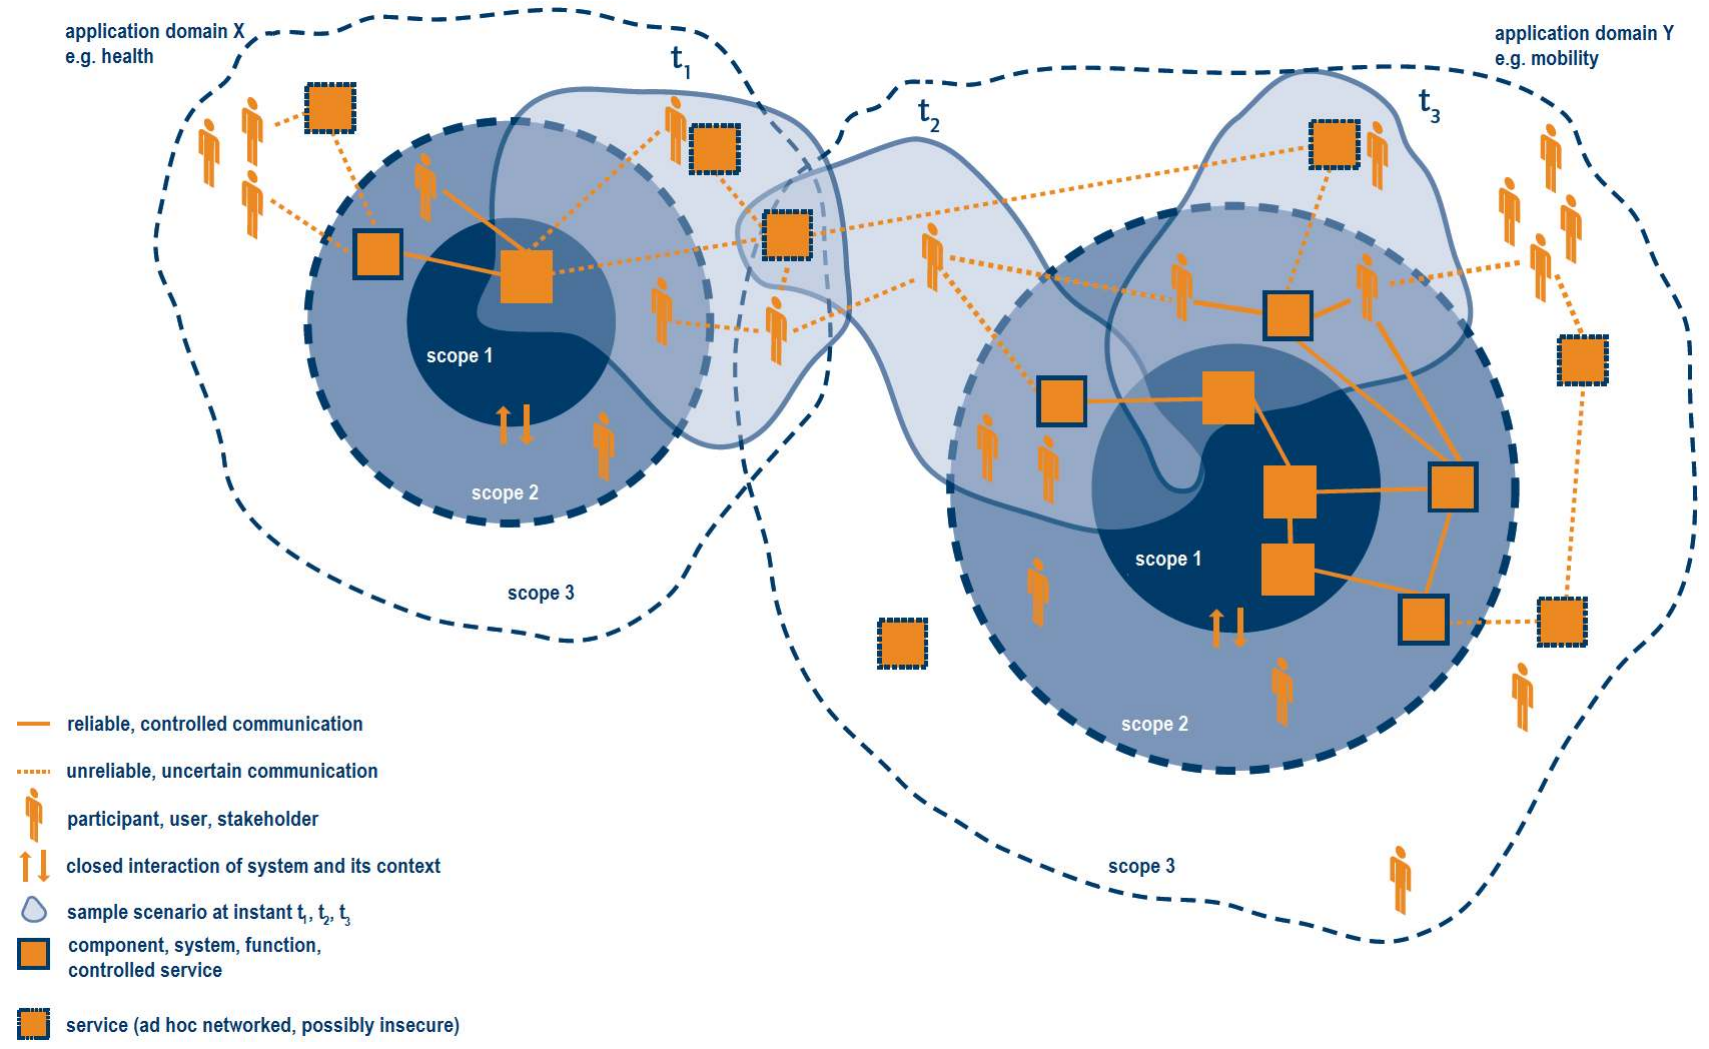 application domain X
e.g. health
t1
t2
application domain Y
e.g. mobility
t3
scope 1
scope 2
scope 3
scope 1
scope 2
scope 3
reliable, controlled communication
unreliable, uncertain communication
participant, user, stakeholder
closed interaction of system and its context
sample scenario at instant t1, t2, t3
component, system, function,
controlled service
service (ad hoc networked, possibly insecure)